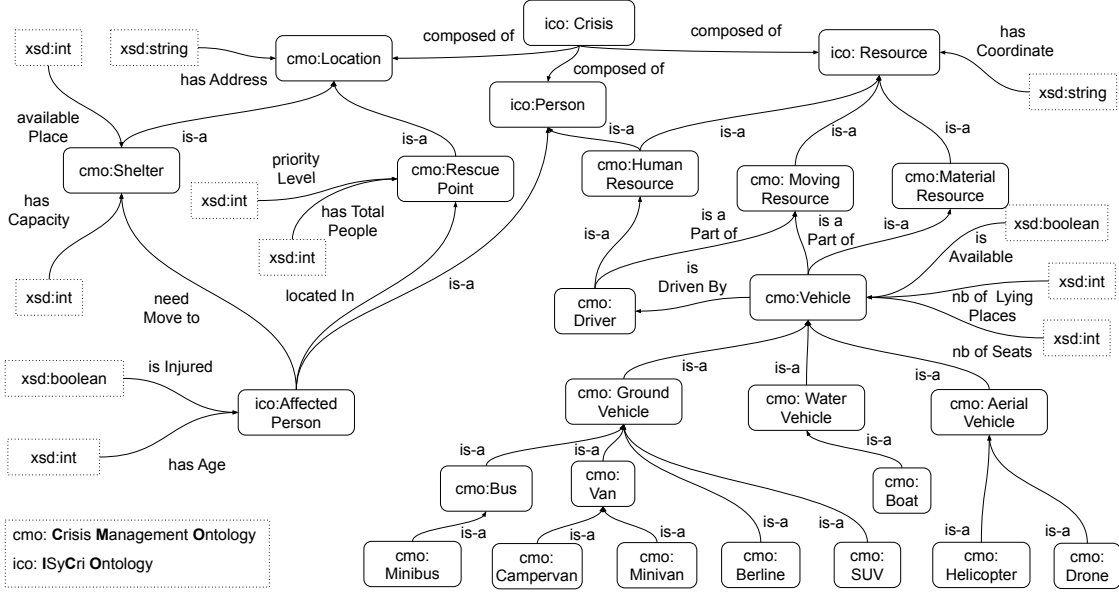 ico: Crisis
xsd:int
xsd:string
composed of
composed of
has
Coordinate
cmo:Location
ico: Resource
has Address
composed of
xsd:string
ico:Person
available
Place
is-a
is-a
is-a
is-a
is-a
is-a
cmo:Shelter
priority
Level
cmo:Rescue
Point
cmo:Human
Resource
cmo: Moving
Resource
cmo:Material
Resource
xsd:int
has
Capacity
has Total
People
is a
Part of
is a
Part of
is-a
xsd:boolean
is-a
is
Available
xsd:int
xsd:int
need
Move to
located In
is-a
is
Driven By
cmo:
Driver
cmo:Vehicle
nb of Lying
Places
xsd:int
xsd:int
nb of Seats
is Injured
xsd:boolean
is-a
is-a
is-a
ico:Affected
Person
cmo: Ground
Vehicle
cmo: Water
Vehicle
cmo: Aerial
Vehicle
xsd:int
has Age
is-a
is-a
is-a
cmo:Bus
cmo:
Van
cmo:
Boat
cmo: Crisis Management Ontology
ico: ISyCri Ontology
is-a
is-a
is-a
is-a
is-a
is-a
is-a
cmo:
Minibus
cmo:
Campervan
cmo:
Minivan
cmo:
Berline
cmo:
SUV
cmo:
Helicopter
cmo:
Drone